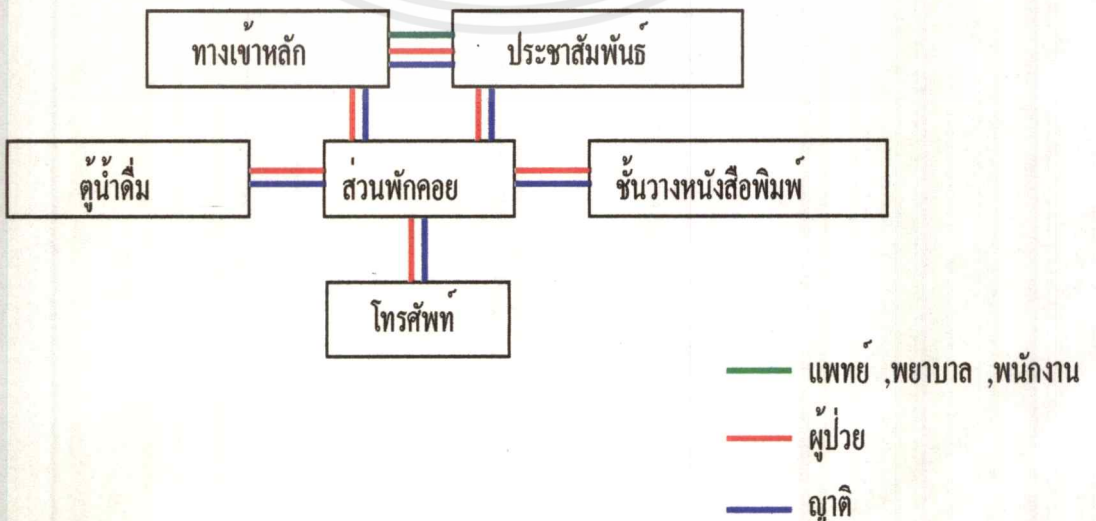 ทางเข้าหลัก
ประชาสัมพันธ์
ตู้น้ำดื่ม
ส่วนพักคอย
ชั้นวางหนังสือพิมพ์
โทรศัพท์
แพทย์ ,พยาบาล ,พนักงาน
ผู้ป่วย
ญาติ